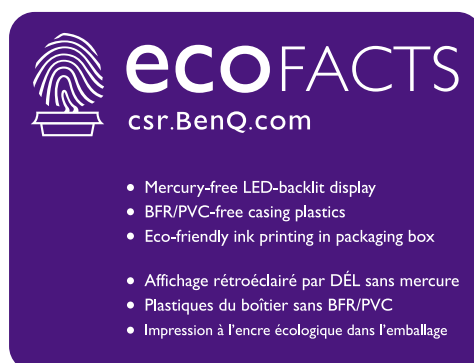 ecoFACTS
csr.BenQ.com
• Mercury-free LED-backlit display
• BFR/PVC-free casing plastics
• Eco-friendly ink printing in packaging box
• Affichage rétroéclairé par DÉL sans mercure
• Plastiques du boîtier sans BFR/PVC
• Impression à l'encre écologique dans l'emballage